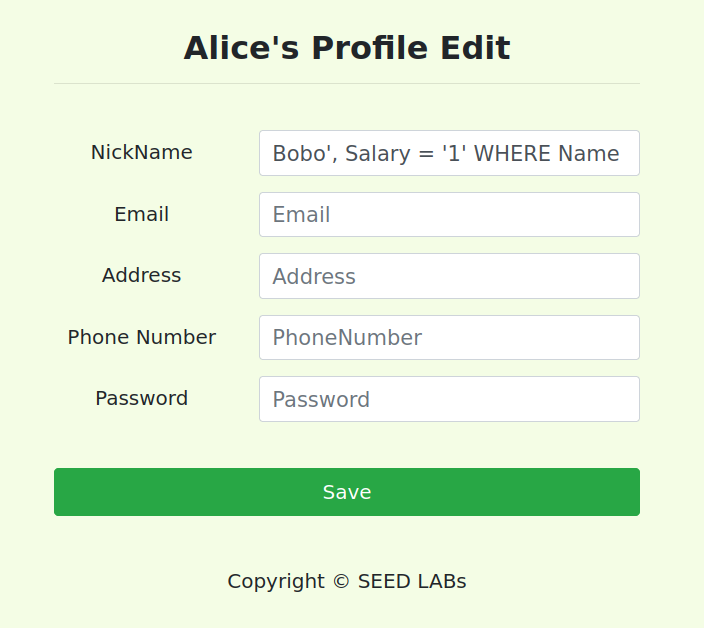 Alice's Profile Edit
NickName
Bobo', Salary = '1' WHERE Name
Email
Email
Address
Address
Phone Number
PhoneNumber
Password
Password
Save
Copyright © SEED LABs